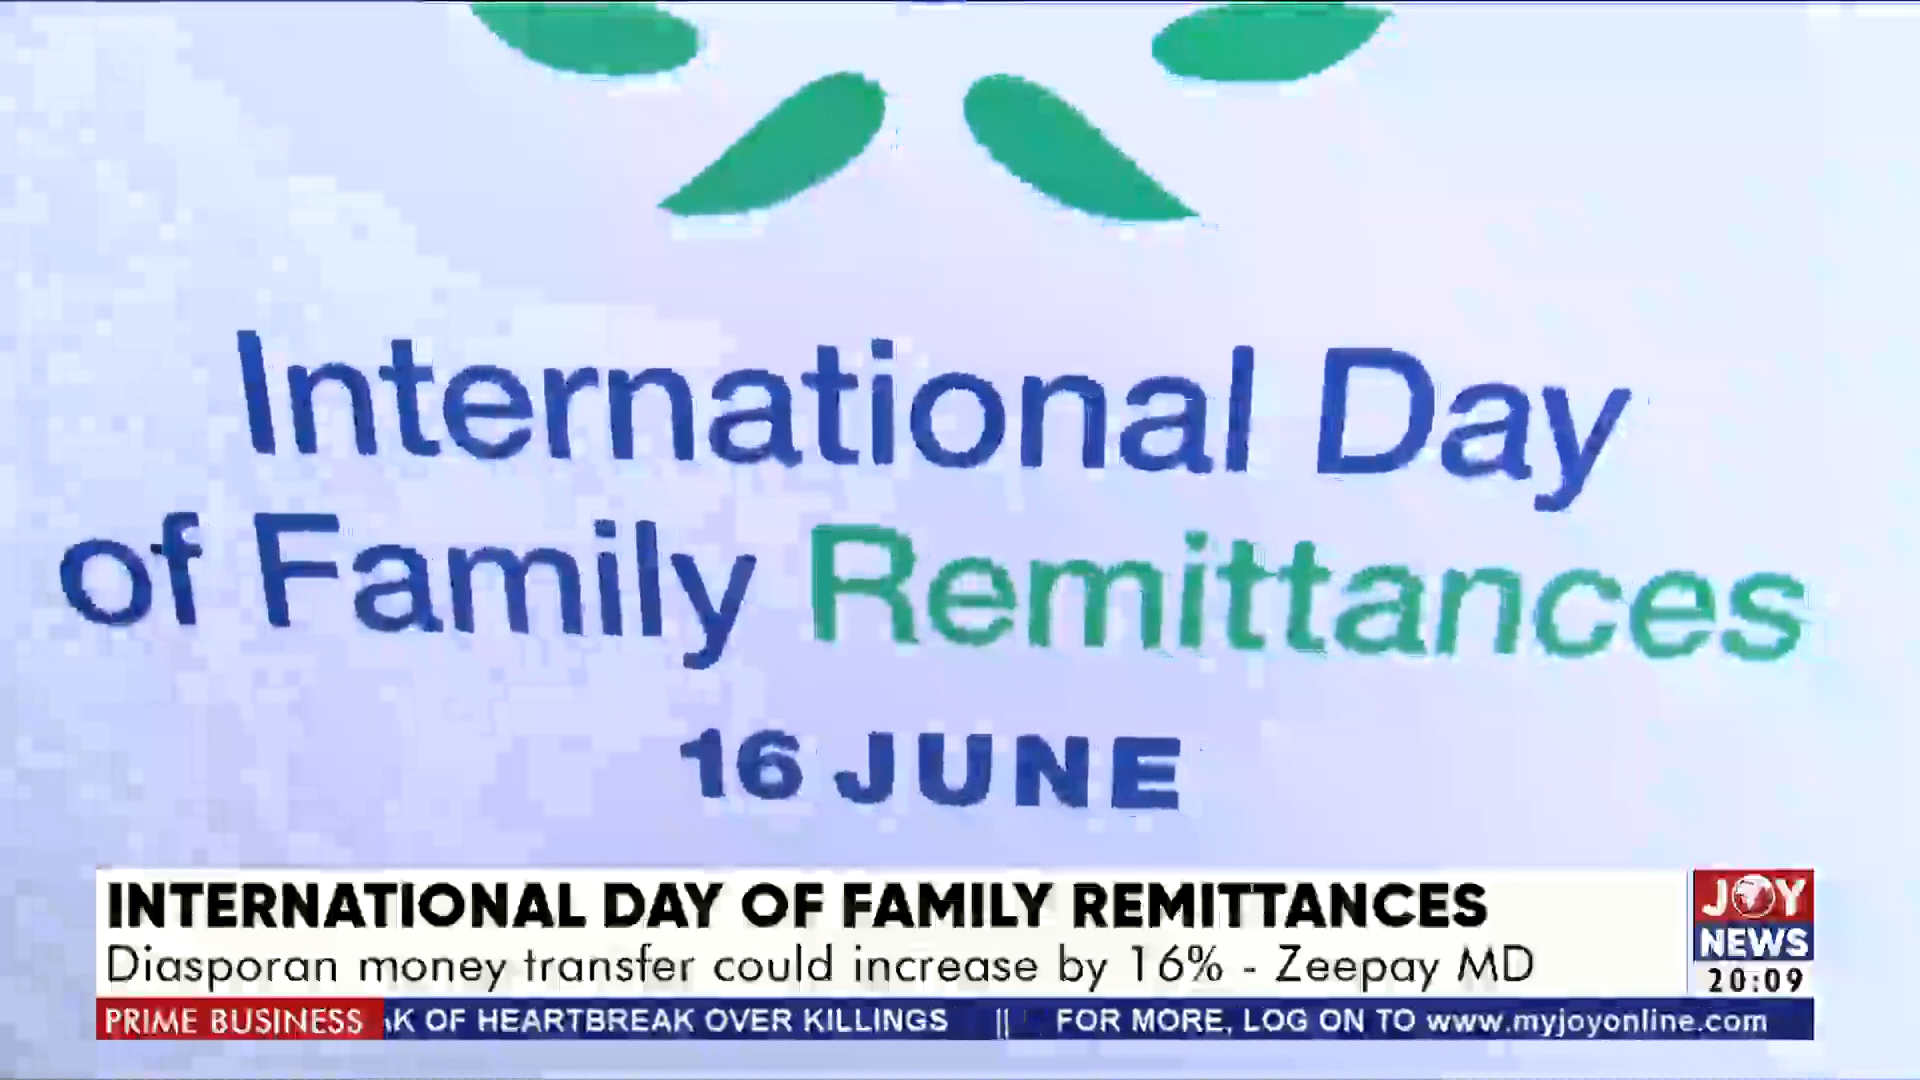 International Day
of Family Remittances
16 JUNE
INTERNATIONAL DAY OF FAMILY REMITTANCES
Diasporan money transfer could increase by 16% - Zeepay MD
JOY
NEWS
20:09
PRIME BUSINESS
OF HEARTBREAK OVER KILLINGS || FOR MORE, LOG ON TO www.myjoyonline.com